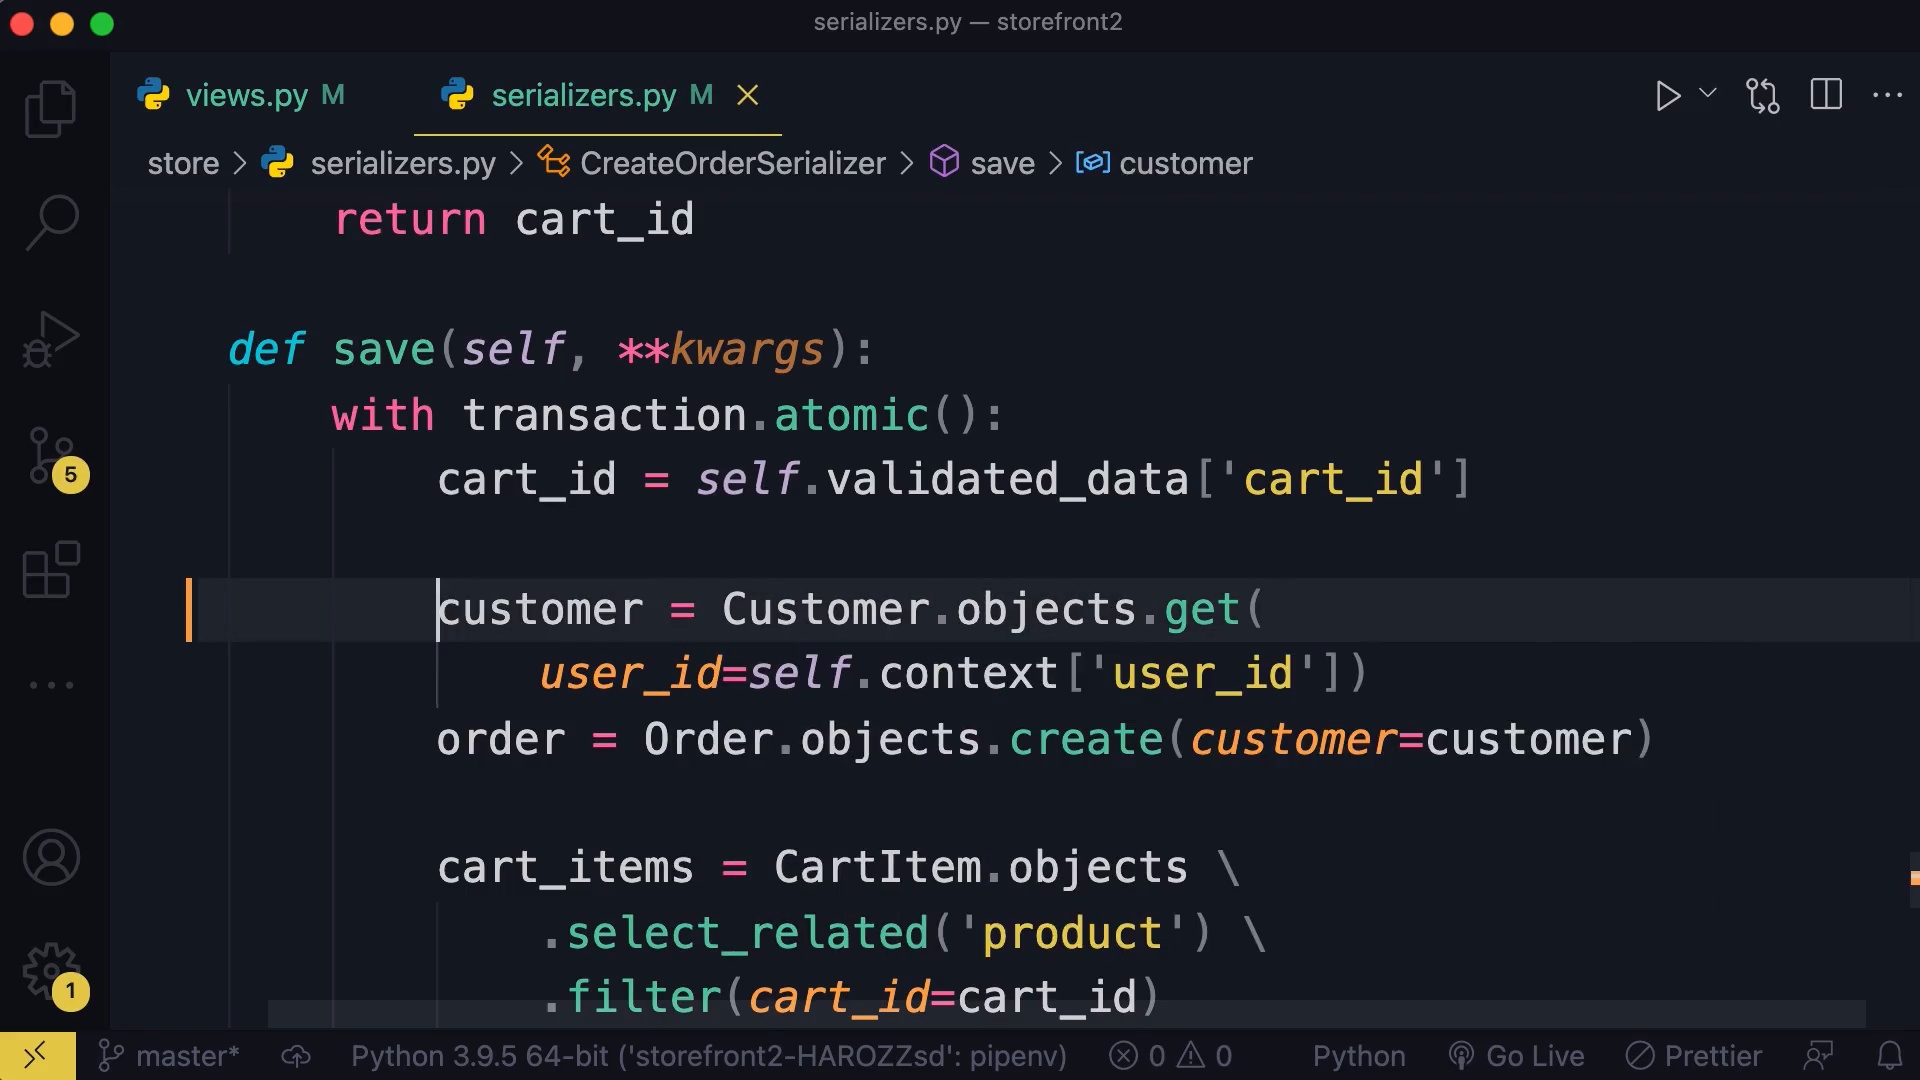 serializers.py — storefront2
views.py M serializers.py M
store > serializers.py > CreateOrderSerializer > save > customer
return cart_id
def save(self, **kwargs):
with transaction.atomic():
cart_id = self.validated_data['cart_id']
customer = Customer.objects.get(
user_id=self.context['user_id'])
order = Order.objects.create(customer=customer)
cart_items = CartItem.objects \
.select_related('product') \
.filter(cart_id=cart_id)
5
1
master* Python 3.9.5 64-bit ('storefront2-HAROZZsd': pipenv) 0 0 Python Go Live Prettier